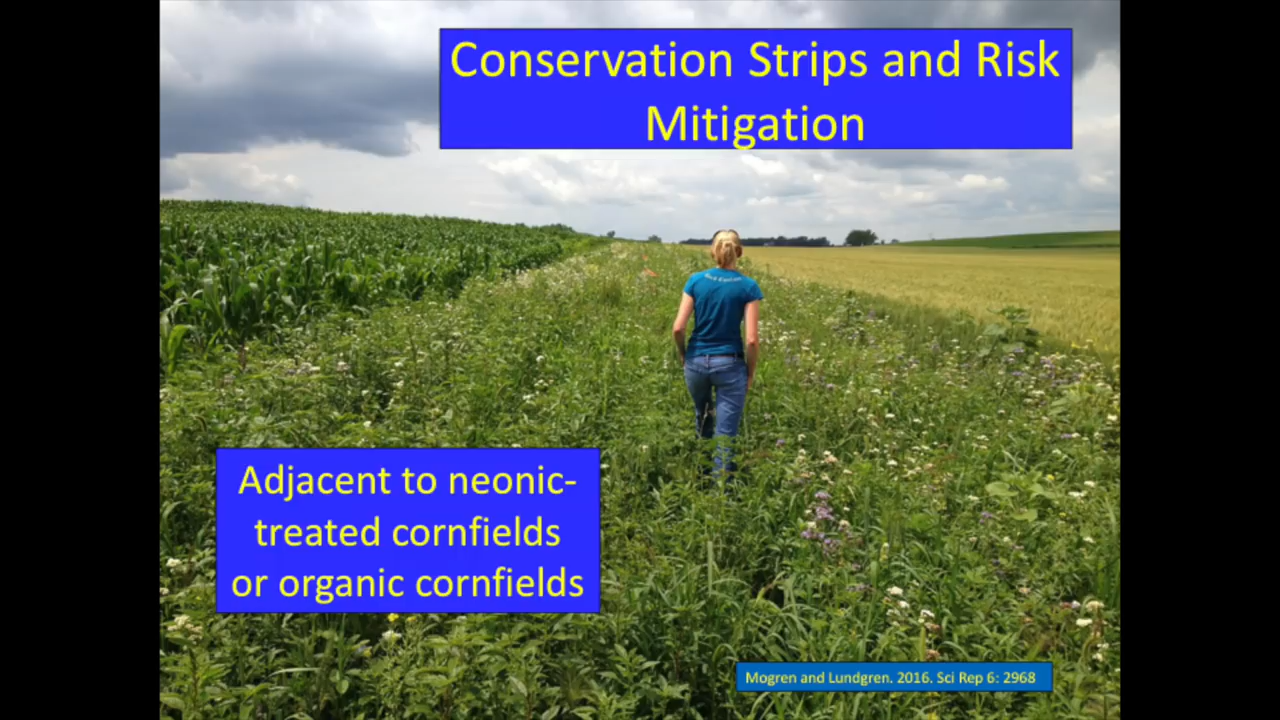 Conservation Strips and Risk
Mitigation
Adjacent to neonic-
treated cornfields
or organic cornfields
Mogren and Lundgren. 2016. Sci Rep 6: 2968